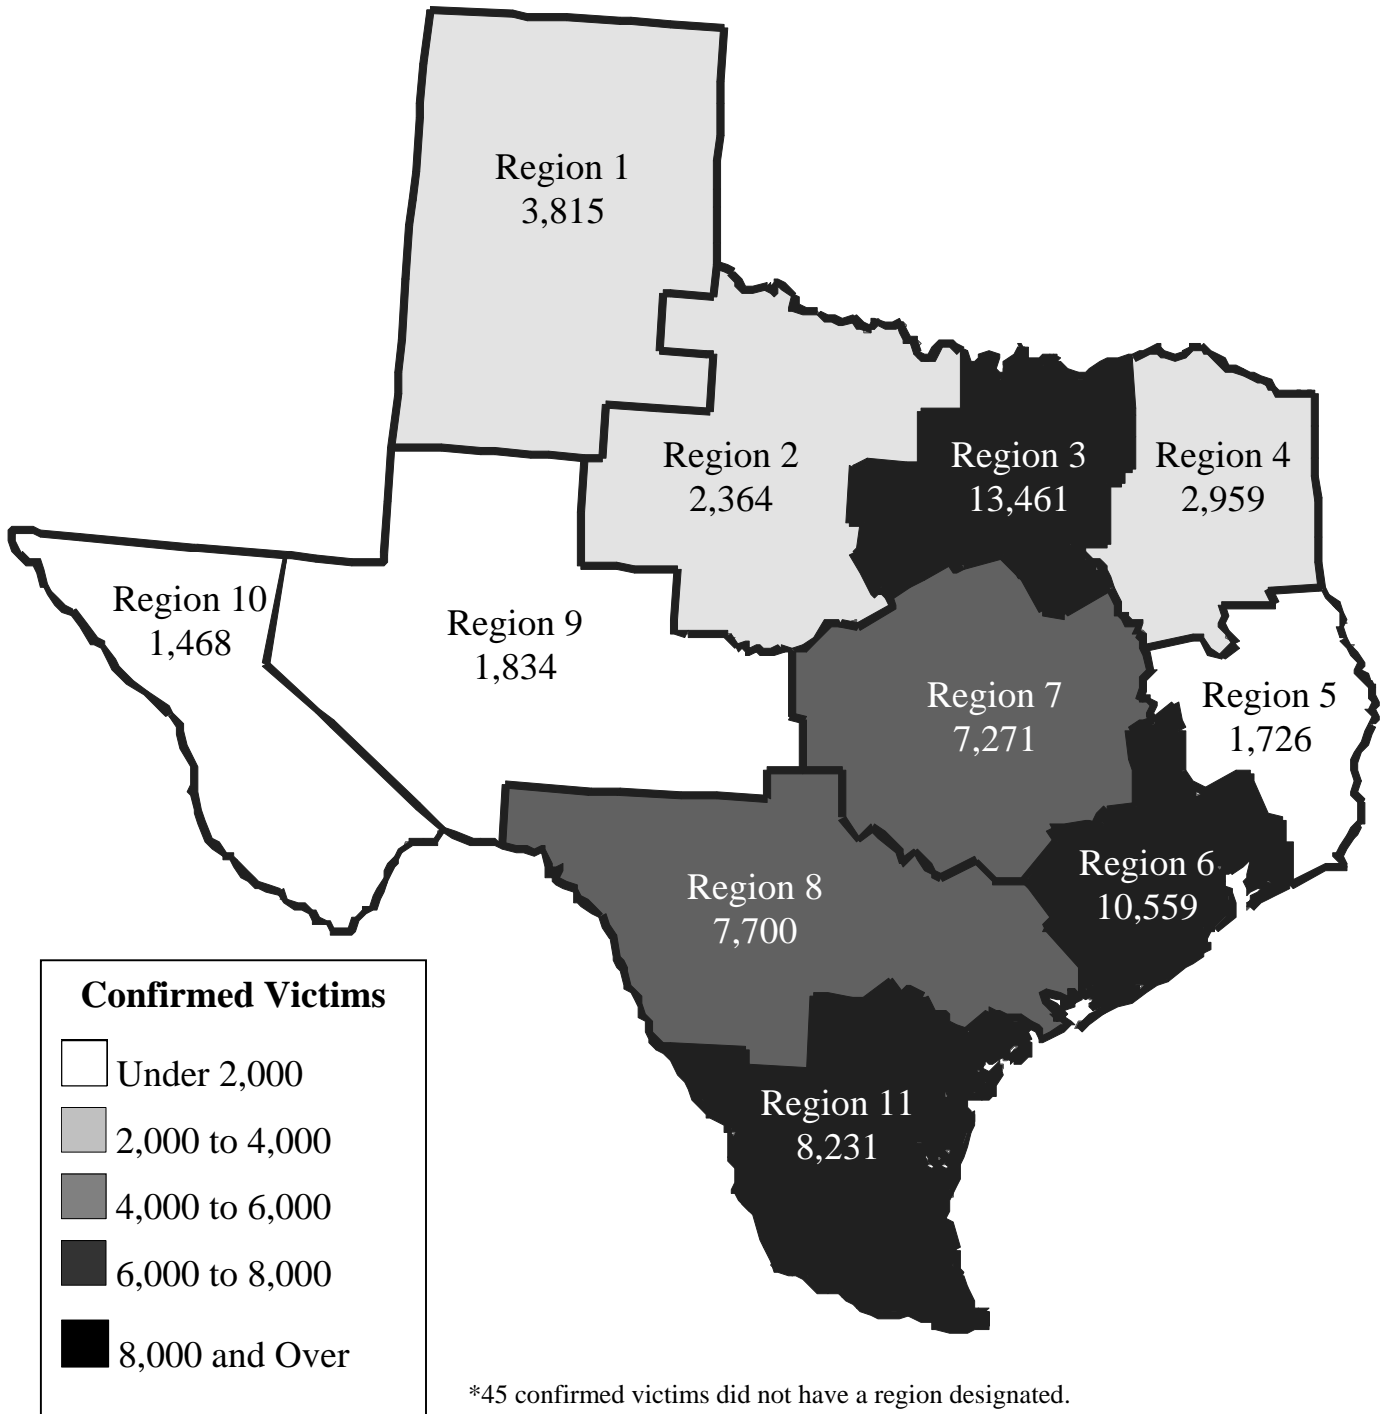 Region 1
3,815
Region 2
2,364
Region 3
13,461
Region 4
2,959
Region 10
1,468
Region 9
1,834
Region 7
7,271
Region 5
1,726
Region 8
7,700
Region 6
10,559
Region 11
8,231
Confirmed Victims
Under 2,000
2,000 to 4,000
4,000 to 6,000
6,000 to 8,000
8,000 and Over
*45 confirmed victims did not have a region designated.